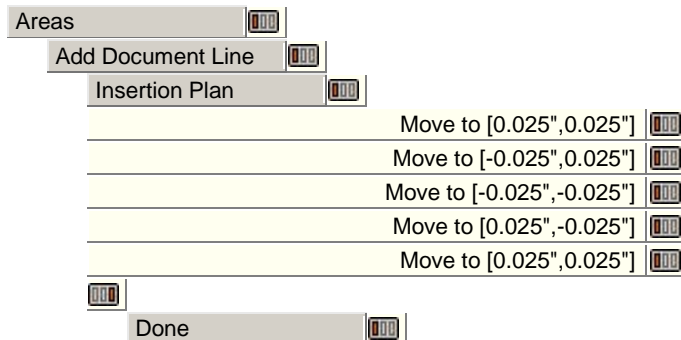 Areas
Add Document Line
Insertion Plan
Move to [0.025",0.025"]
Move to [-0.025",0.025"]
Move to [-0.025",-0.025"]
Move to [0.025",-0.025"]
Move to [0.025",0.025"]
Done